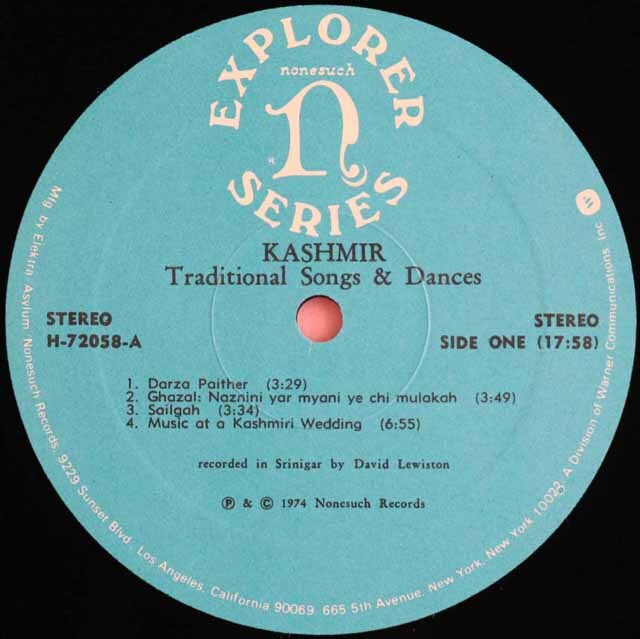 EXPLORER
nonesuch
n
SERIES
KASHMIR
Traditional Songs & Dances
STEREO
H-72058-A
STEREO
SIDE ONE (17:58)
1. Darza Paither (3:29)
2. Ghazal: Naznini yar myani ye chi mulakah (3:49)
3. Sailgah (3:34)
4. Music at a Kashmiri Wedding (6:55)
recorded in Srinigar by David Lewiston
Ⓟ & © 1974 Nonesuch Records
Mfg by Elektra Asylum Nonesuch Records. 9229 Sunset Blvd. Los Angeles, California 90069. 665 5th Avenue, New York, New York 10022. A Division of Warner Communications, Inc